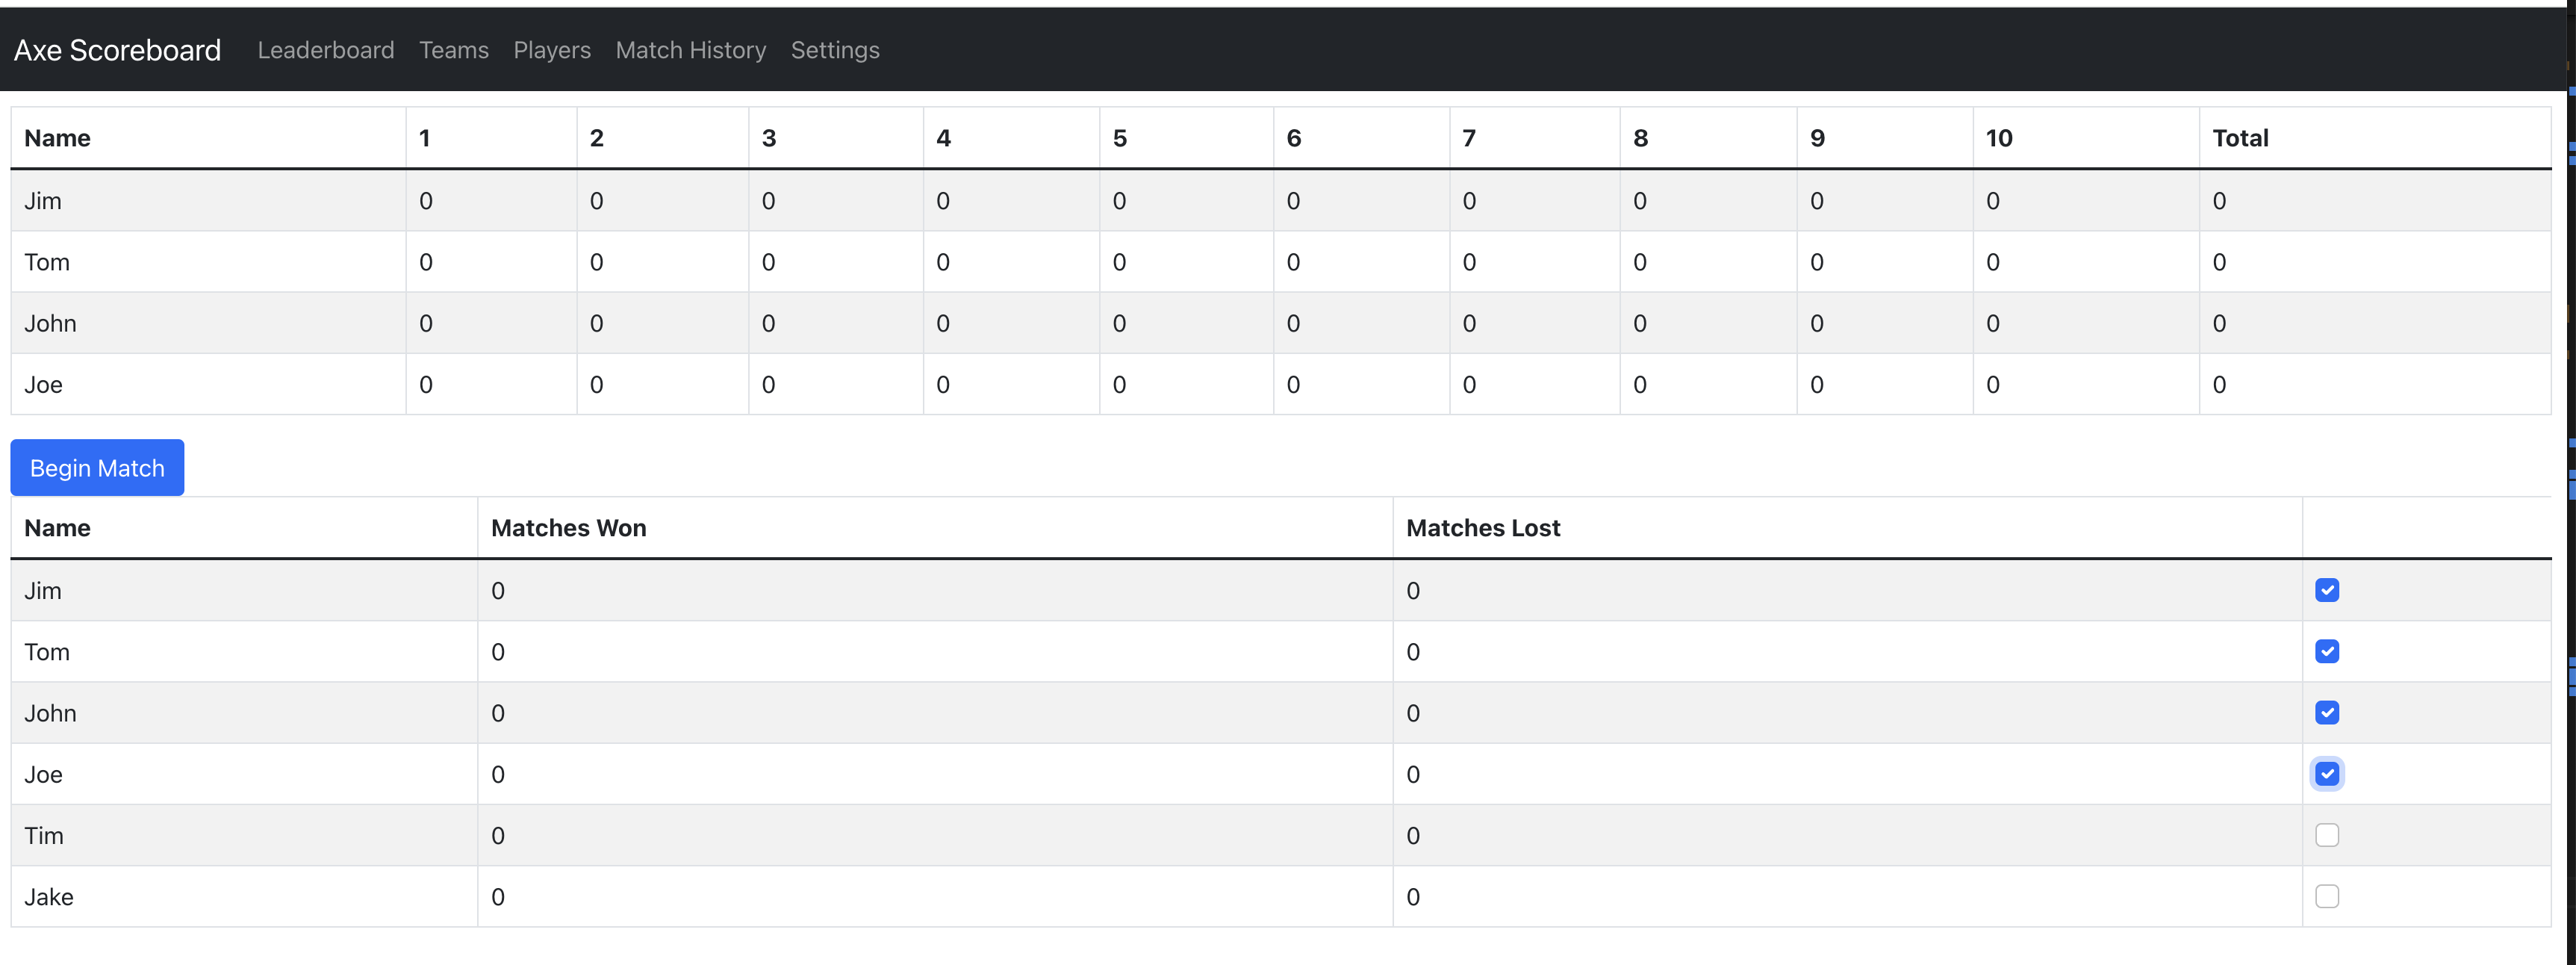 Axe Scoreboard Leaderboard Teams Players Match History Settings
Name 1 2 3 4 5 6 7 8 9 10 Total
Jim 0 0 0 0 0 0 0 0 0 0 0
Tom 0 0 0 0 0 0 0 0 0 0 0
John 0 0 0 0 0 0 0 0 0 0 0
Joe 0 0 0 0 0 0 0 0 0 0 0
Begin Match
Name Matches Won Matches Lost
Jim 0 0
Tom 0 0
John 0 0
Joe 0 0
Tim 0 0
Jake 0 0